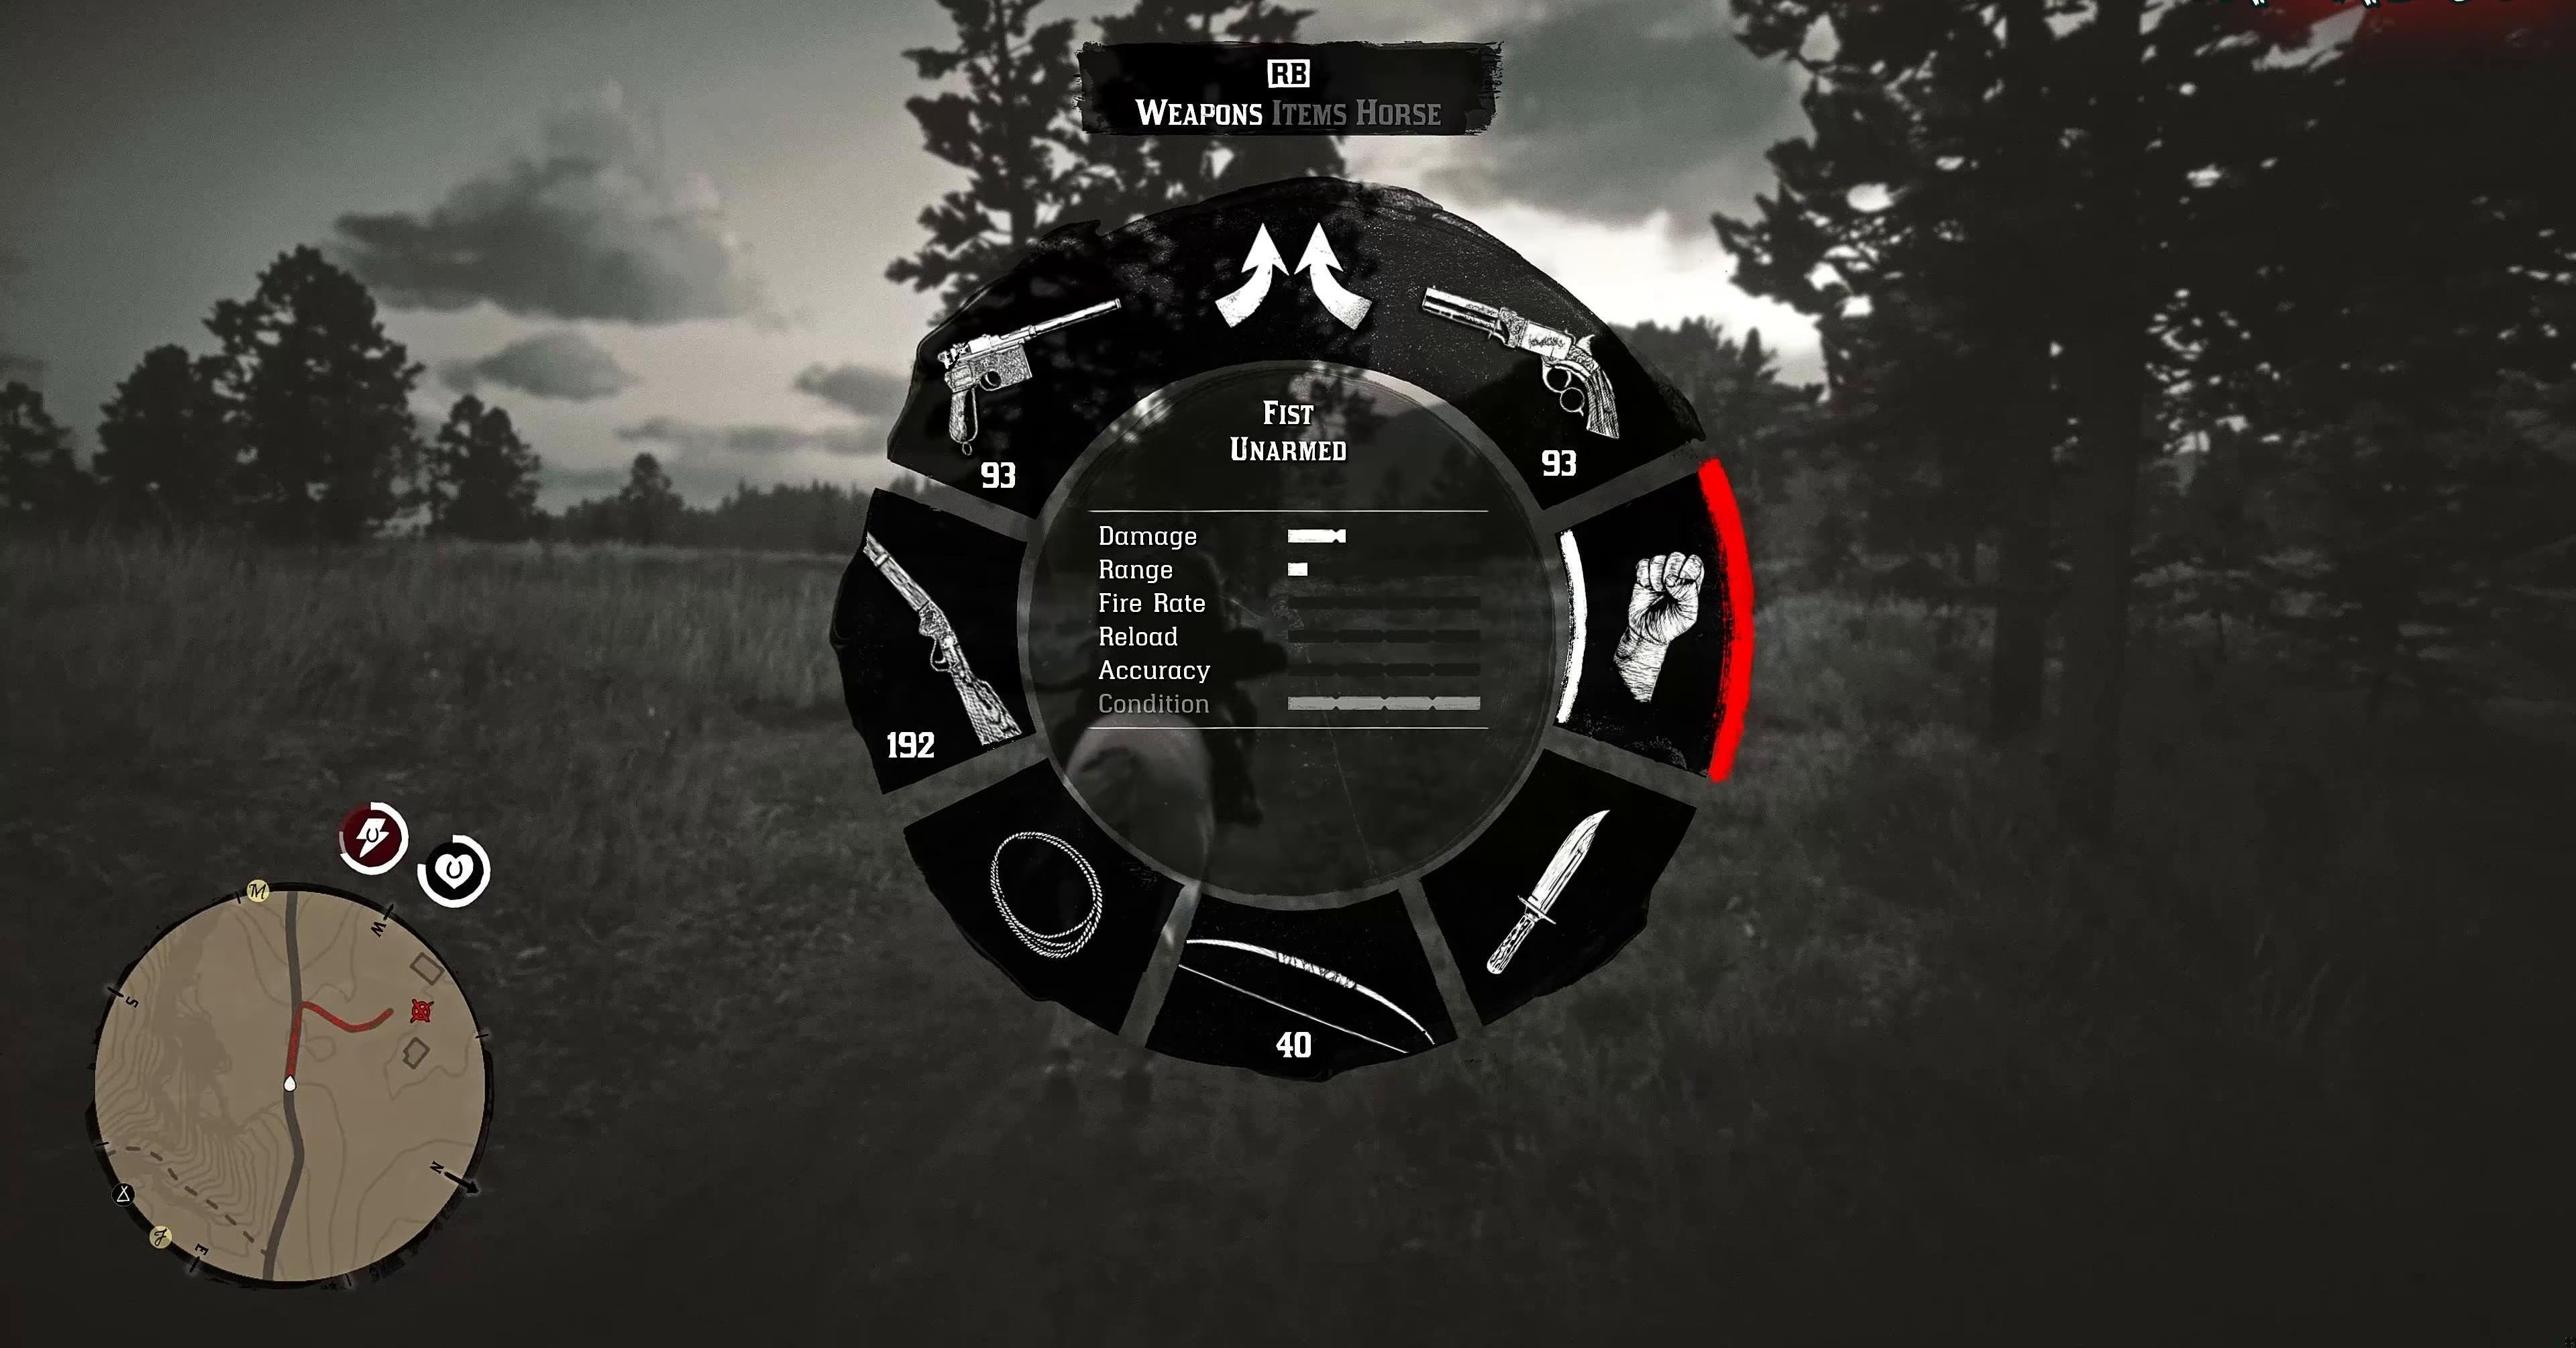 RB
Weapons Items Horse
93
Fist
Unarmed
93
Damage
Range
Fire Rate
Reload
Accuracy
Condition
192
40
M
W
S
N
J
E